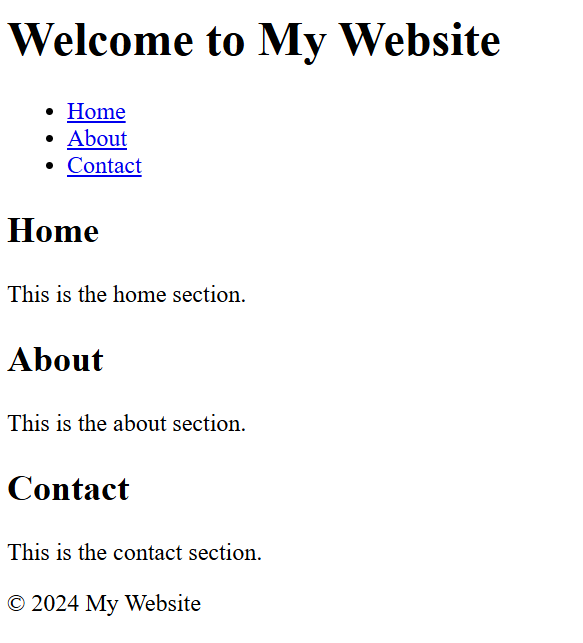 Welcome to My Website
Home
About
Contact
Home
This is the home section.
About
This is the about section.
Contact
This is the contact section.
© 2024 My Website